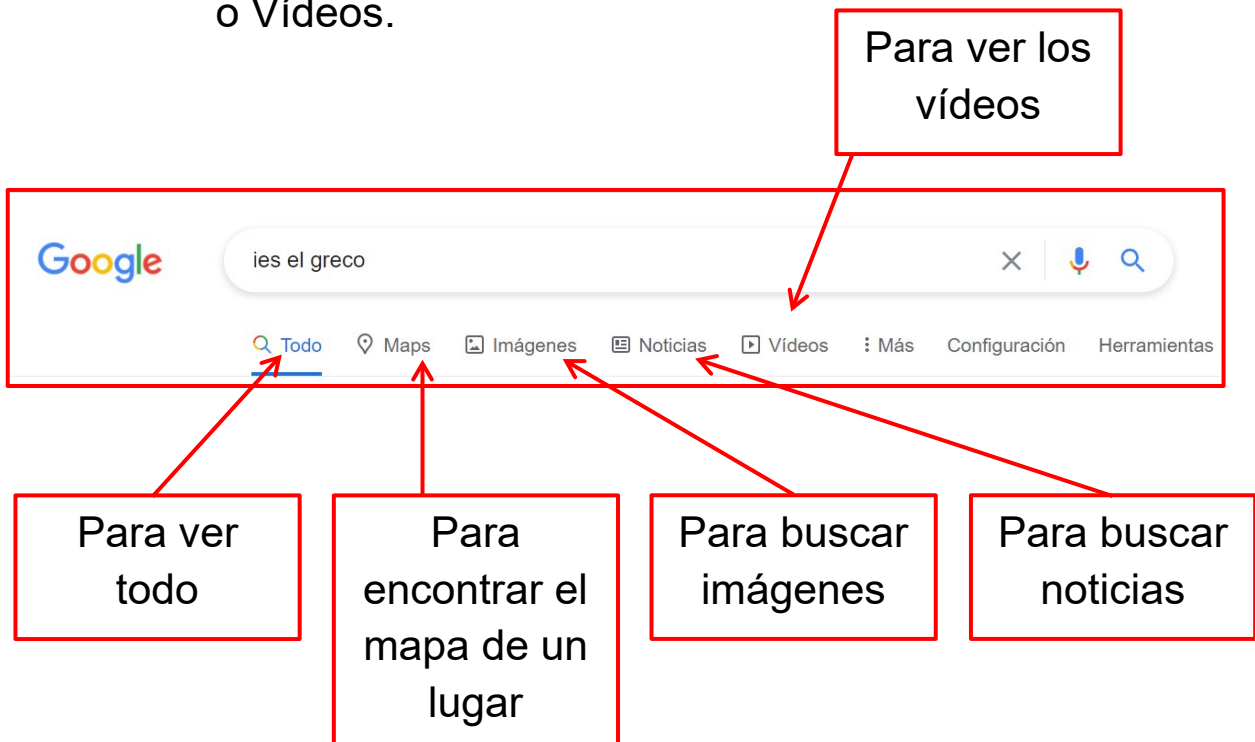 o Vídeos.
Para ver los
vídeos
Google
ies el greco
Todo
Maps
Imágenes
Noticias
Vídeos
Más
Configuración
Herramientas
Para ver
todo
Para
encontrar el
mapa de un
lugar
Para buscar
imágenes
Para buscar
noticias